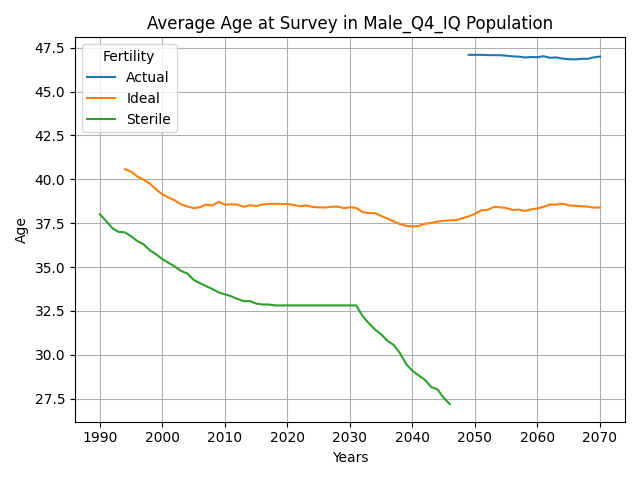 Average Age at Survey in Male_Q4_IQ Population
47.5
45.0
42.5
40.0
37.5
35.0
32.5
30.0
27.5
Age
Fertility
Actual
Ideal
Sterile
1990 2000 2010 2020 2030 2040 2050 2060 2070
Years